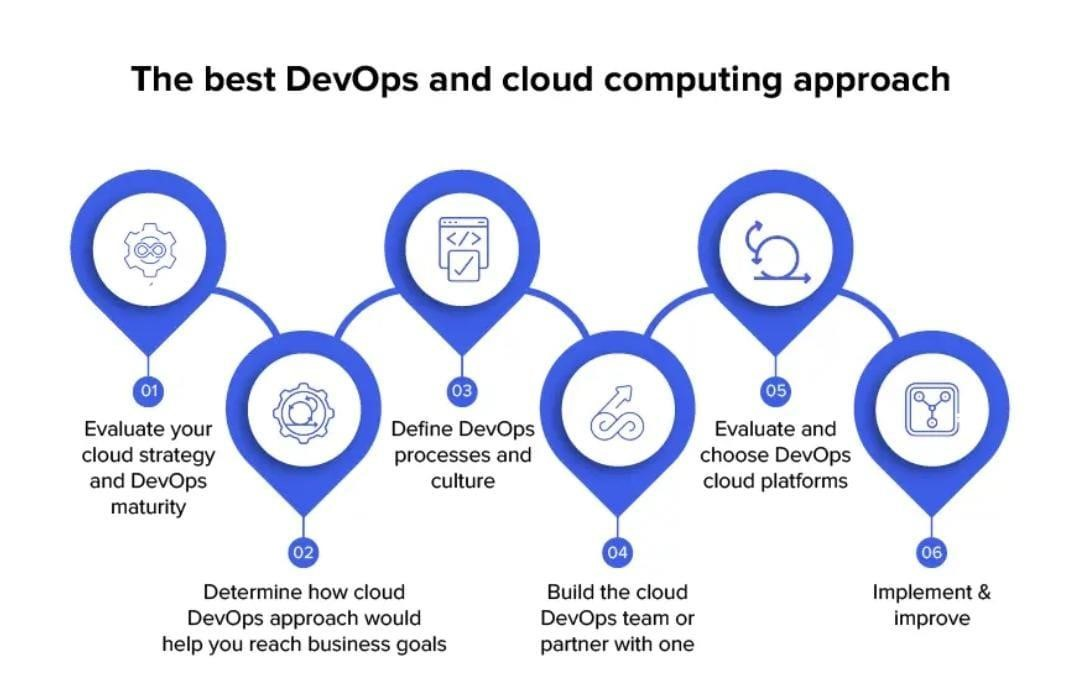 The best DevOps and cloud computing approach
01
Evaluate your
cloud strategy
and DevOps
maturity
02
Determine how cloud
DevOps approach would
help you reach business goals
03
Define DevOps
processes and
culture
</>
04
Build the cloud
DevOps team or
partner with one
05
Evaluate and
choose DevOps
cloud platforms
06
Implement &
improve